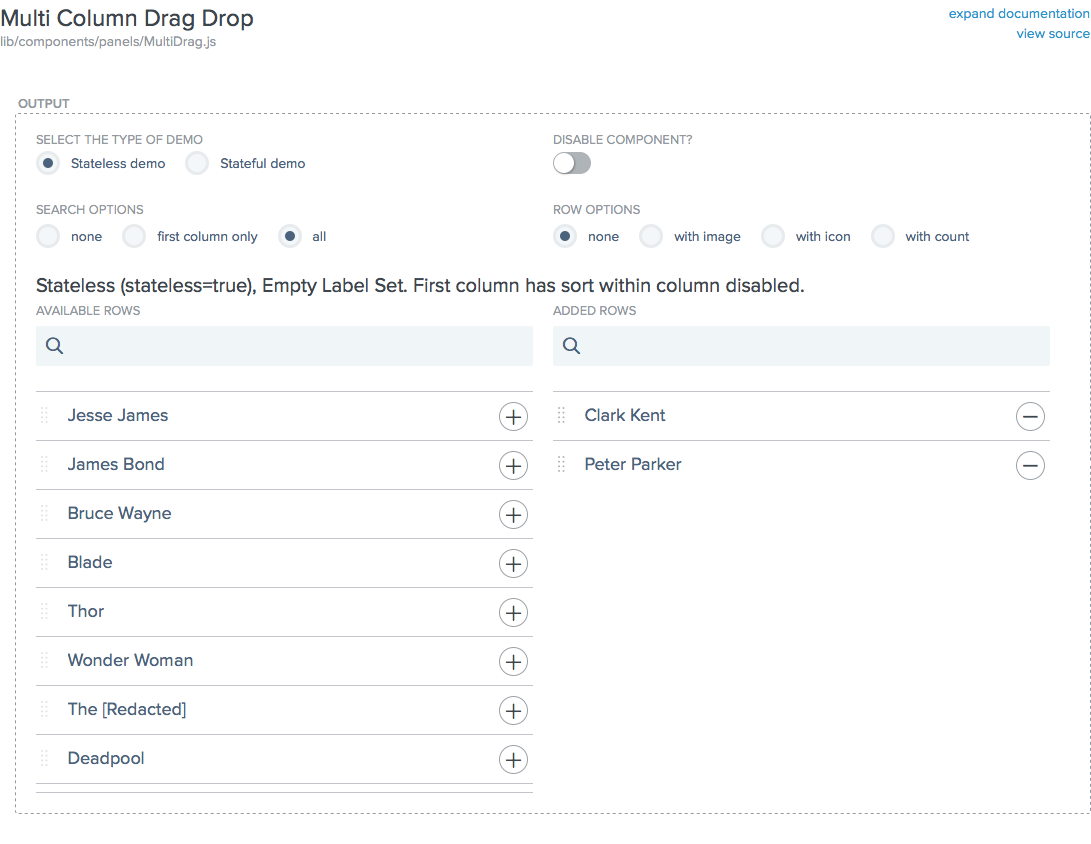 Multi Column Drag Drop
expand documentation
lib/components/panels/MultiDrag.js
view source
OUTPUT
SELECT THE TYPE OF DEMO
DISABLE COMPONENT?
Stateless demo
Stateful demo
SEARCH OPTIONS
ROW OPTIONS
none
first column only
all
none
with image
with icon
with count
Stateless (stateless=true), Empty Label Set. First column has sort within column disabled.
AVAILABLE ROWS
ADDED ROWS
Jesse James
Clark Kent
James Bond
Peter Parker
Bruce Wayne
Blade
Thor
Wonder Woman
The [Redacted]
Deadpool